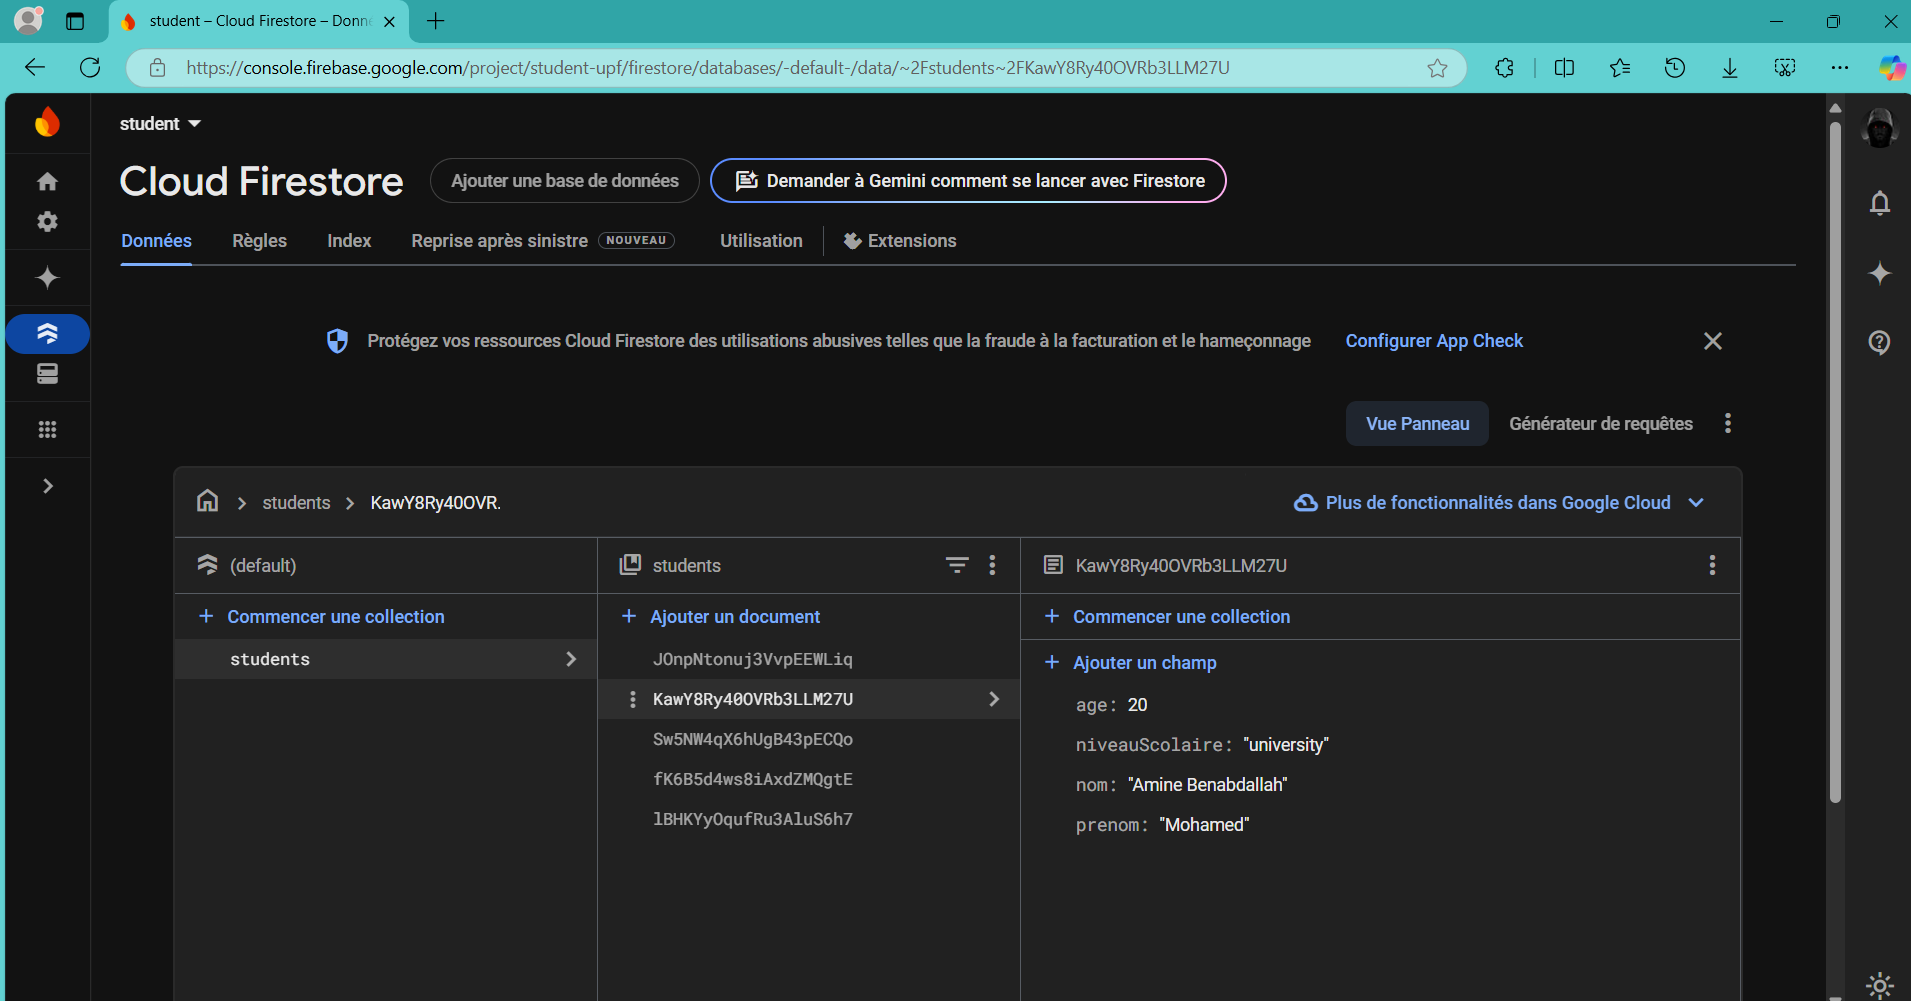 student – Cloud Firestore – Donn
https://console.firebase.google.com/project/student-upf/firestore/databases/-default-/data/~2Fstudents~2FKawY8Ry40OVRb3LLM27U
student
Cloud Firestore
Ajouter une base de données
Demander à Gemini comment se lancer avec Firestore
Données
Règles
Index
Reprise après sinistre
NOUVEAU
Utilisation
Extensions
Protégez vos ressources Cloud Firestore des utilisations abusives telles que la fraude à la facturation et le hameçonnage
Configurer App Check
Vue Panneau
Générateur de requêtes
students
KawY8Ry40OVR.
Plus de fonctionnalités dans Google Cloud
(default)
Commencer une collection
students
students
Ajouter un document
JOnpNtonuj3VvpEEWLiq
KawY8Ry40OVRb3LLM27U
Sw5NW4qX6hUgB43pECQo
fK6B5d4ws8iAxdZMQgtE
lBHKYyOqufRu3AluS6h7
KawY8Ry40OVRb3LLM27U
Commencer une collection
Ajouter un champ
age: 20
niveauScolaire: "university"
nom: "Amine Benabdallah"
prenom: "Mohamed"